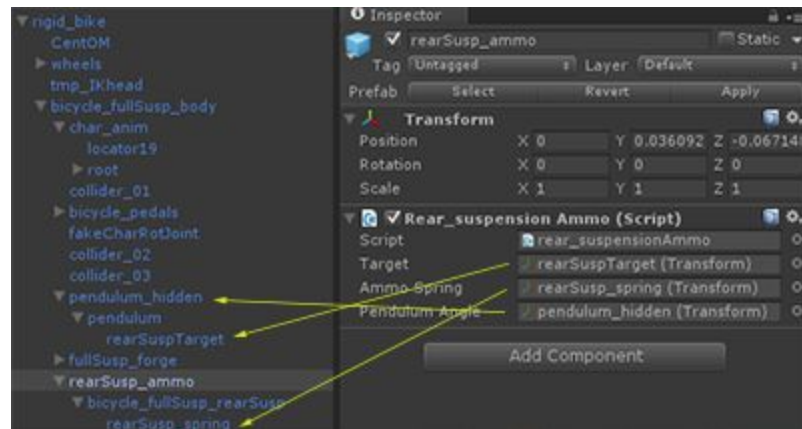 rigid_bike
CentOM
wheels
tmp_IKhead
bicycle_fullSusp_body
char_anim
locator19
root
collider_01
bicycle_pedals
fakeCharRotJoint
collider_02
collider_03
pendulum_hidden
pendulum
rearSuspTarget
fullSusp_forge
rearSusp_ammo
bicycle_fullSusp_rearSusp
rearSusp_spring
Inspector
rearSusp_ammo Static
Tag Untagged Layer Default
Prefab Select Revert Apply
Transform
Position X 0 Y 0.036092 Z -0.06714
Rotation X 0 Y 0 Z 0
Scale X 1 Y 1 Z 1
Rear_suspension Ammo (Script)
Script rear_suspensionAmmo
Target rearSuspTarget (Transform)
Ammo Spring rearSusp_spring (Transform)
Pendulum Angle pendulum_hidden (Transform)
Add Component